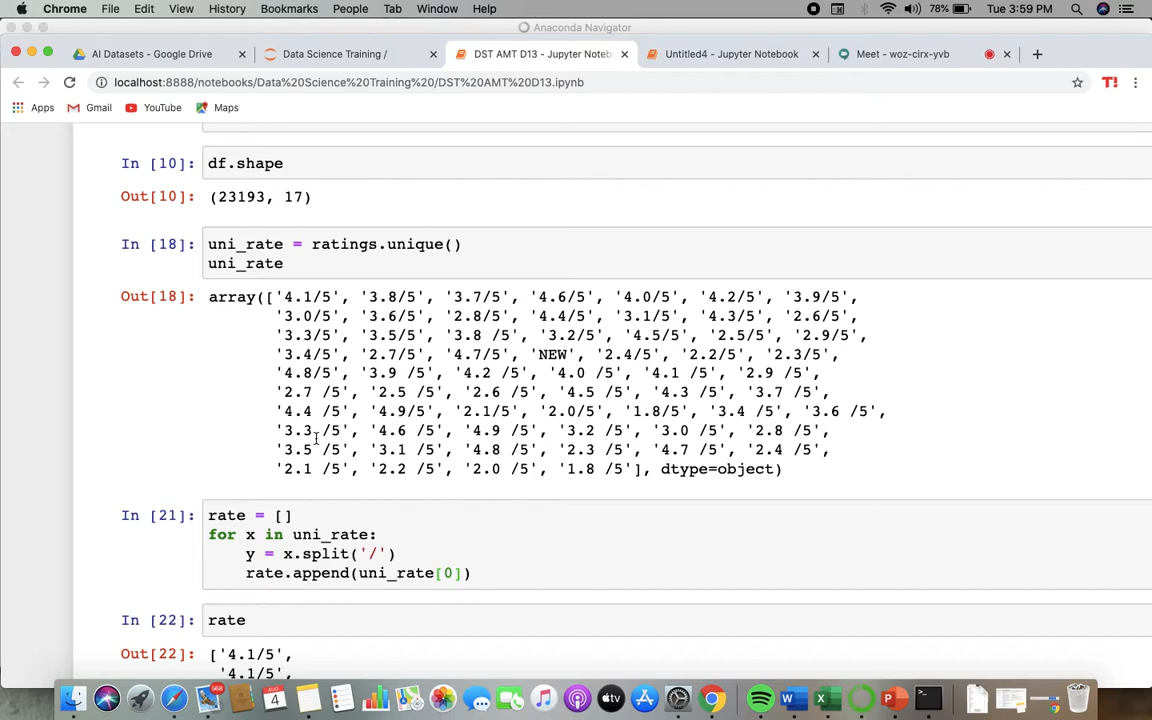 Chrome File Edit View History Bookmarks People Tab Window Help 78% Tue 3:59 PM
Anaconda Navigator
AI Datasets - Google Drive Data Science Training / DST AMT D13 - Jupyter Noteb Untitled4 - Jupyter Notebook Meet - woz-cirx-yvb
localhost:8888/notebooks/Data%20Science%20Training%20/DST%20AMT%20D13.ipynb T!
Apps Gmail YouTube Maps
In [10]: df.shape
Out[10]: (23193, 17)
In [18]: uni_rate = ratings.unique()
uni_rate
Out[18]: array(['4.1/5', '3.8/5', '3.7/5', '4.6/5', '4.0/5', '4.2/5', '3.9/5',
'3.0/5', '3.6/5', '2.8/5', '4.4/5', '3.1/5', '4.3/5', '2.6/5',
'3.3/5', '3.5/5', '3.8 /5', '3.2/5', '4.5/5', '2.5/5', '2.9/5',
'3.4/5', '2.7/5', '4.7/5', 'NEW', '2.4/5', '2.2/5', '2.3/5',
'4.8/5', '3.9 /5', '4.2 /5', '4.0 /5', '4.1 /5', '2.9 /5',
'2.7 /5', '2.5 /5', '2.6 /5', '4.5 /5', '4.3 /5', '3.7 /5',
'4.4 /5', '4.9/5', '2.1/5', '2.0/5', '1.8/5', '3.4 /5', '3.6 /5',
'3.3 /5', '4.6 /5', '4.9 /5', '3.2 /5', '3.0 /5', '2.8 /5',
'3.5 /5', '3.1 /5', '4.8 /5', '2.3 /5', '4.7 /5', '2.4 /5',
'2.1 /5', '2.2 /5', '2.0 /5', '1.8 /5'], dtype=object)
In [21]: rate = []
for x in uni_rate:
y = x.split('/')
rate.append(uni_rate[0])
In [22]: rate
Out[22]: ['4.1/5',
'4.1/5',